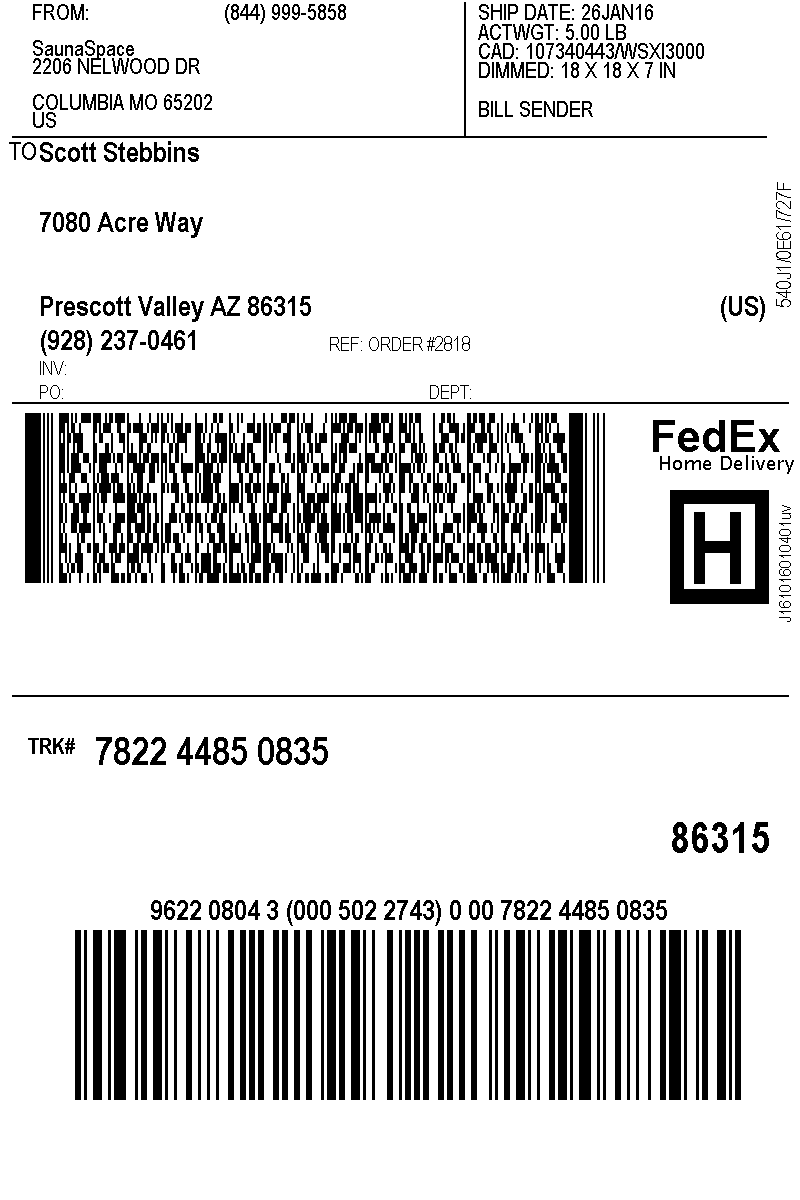 FROM: (844) 999-5858
SaunaSpace
2206 NELWOOD DR
COLUMBIA MO 65202
US
SHIP DATE: 26JAN16
ACTWGT: 5.00 LB
CAD: 107340443/WSXI3000
DIMMED: 18 X 18 X 7 IN
BILL SENDER
TO Scott Stebbins
7080 Acre Way
Prescott Valley AZ 86315 (US)
(928) 237-0461 REF: ORDER #2818
INV:
PO: DEPT:
540J1/0E61/727F
FedEx
Home Delivery
H
J161016010401uv
TRK# 7822 4485 0835
86315
9622 0804 3 (000 502 2743) 0 00 7822 4485 0835